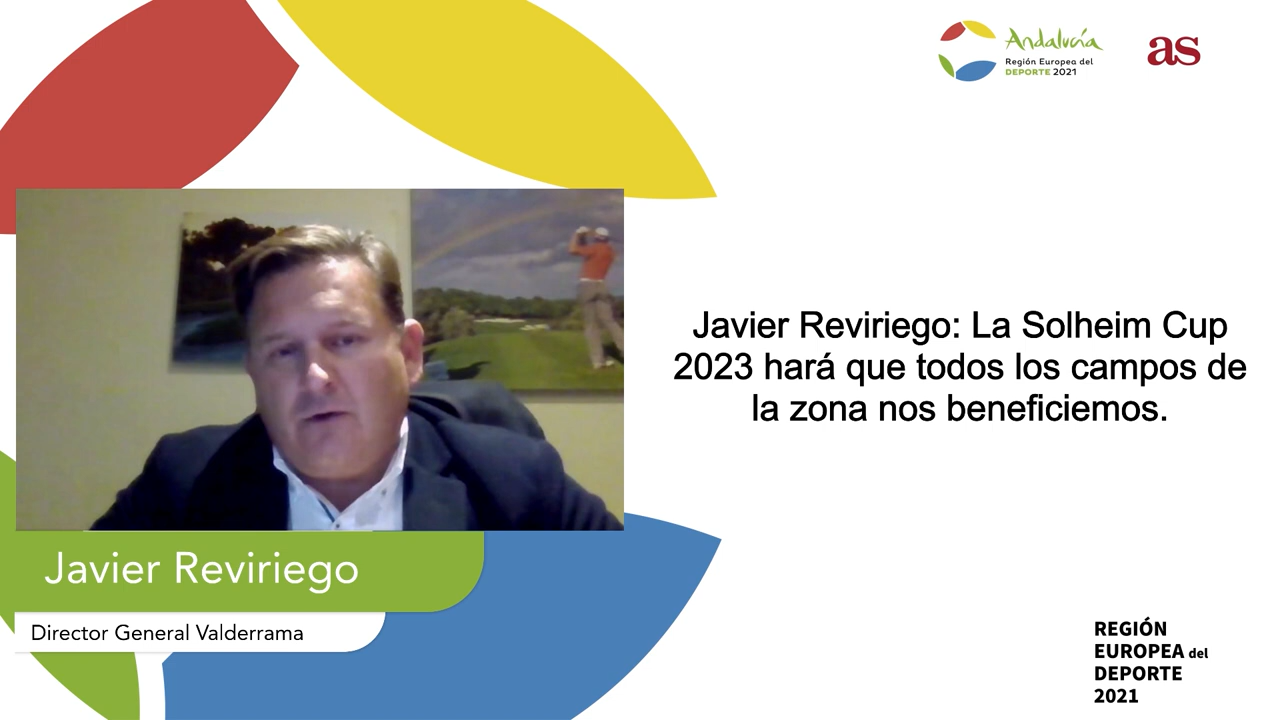 Andalucía
Región Europea del
DEPORTE 2021
as
Javier Reviriego: La Solheim Cup
2023 hará que todos los campos de
la zona nos beneficiemos.
Javier Reviriego
Director General Valderrama
REGIÓN
EUROPEA del
DEPORTE
2021